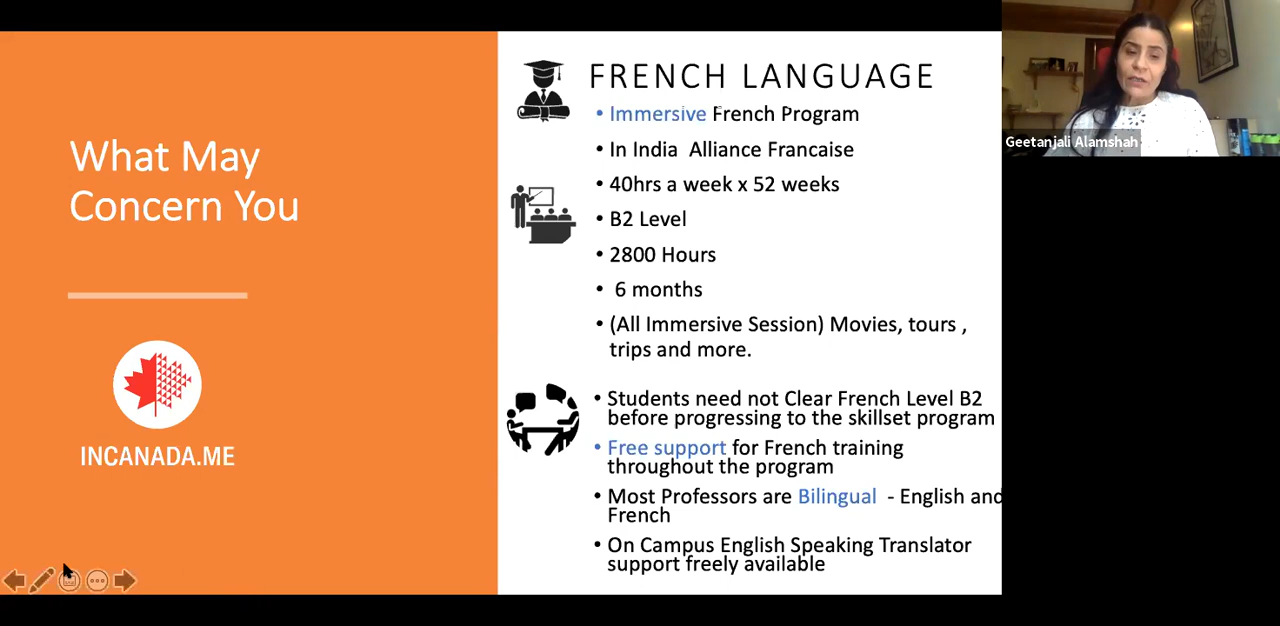 What May
Concern You
INCANADA.ME
FRENCH LANGUAGE
• Immersive French Program
• In India Alliance Francaise
• 40hrs a week x 52 weeks
• B2 Level
• 2800 Hours
• 6 months
• (All Immersive Session) Movies, tours ,
trips and more.
• Students need not Clear French Level B2
before progressing to the skillset program
• Free support for French training
throughout the program
• Most Professors are Bilingual - English and
French
• On Campus English Speaking Translator
support freely available
Geetanjali Alamshah